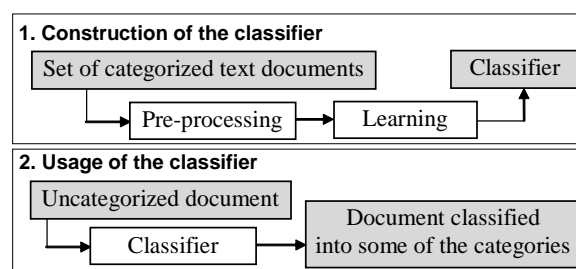 1. Construction of the classifier
Set of categorized text documents
Classifier
Pre-processing
Learning
2. Usage of the classifier
Uncategorized document
Classifier
Document classified
into some of the categories